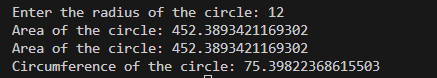 Enter the radius of the circle: 12
Area of the circle: 452.3893421169302
Area of the circle: 452.3893421169302
Circumference of the circle: 75.39822368615503